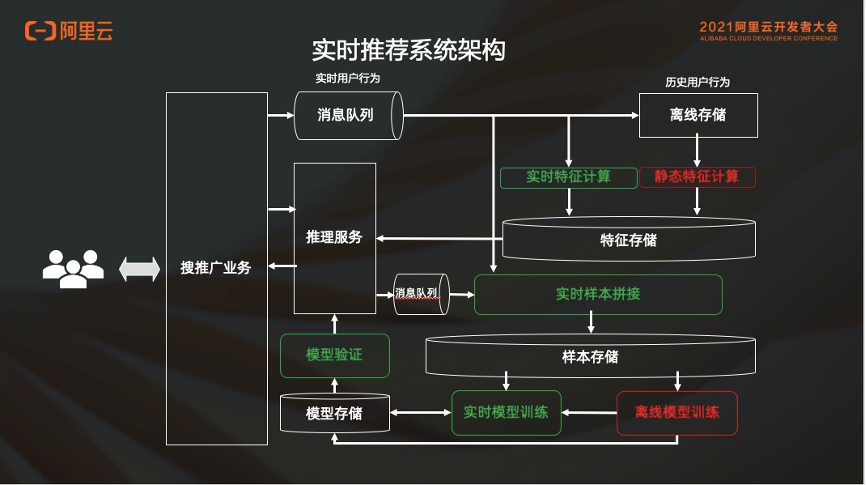 阿里云
2021阿里云开发者大会
ALIBABA CLOUD DEVELOPER CONFERENCE
实时推荐系统架构
实时用户行为
历史用户行为
消息队列
离线存储
实时特征计算
静态特征计算
推理服务
特征存储
搜推广业务
消息队列
实时样本拼接
模型验证
样本存储
模型存储
实时模型训练
离线模型训练